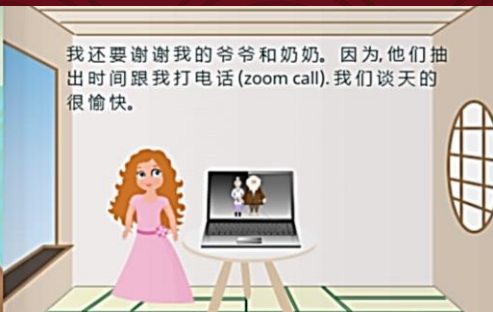 我还要谢谢我的爷爷和奶奶。因为,他们抽
出时间跟我打电话(zoom call).我们谈天的
很愉快。